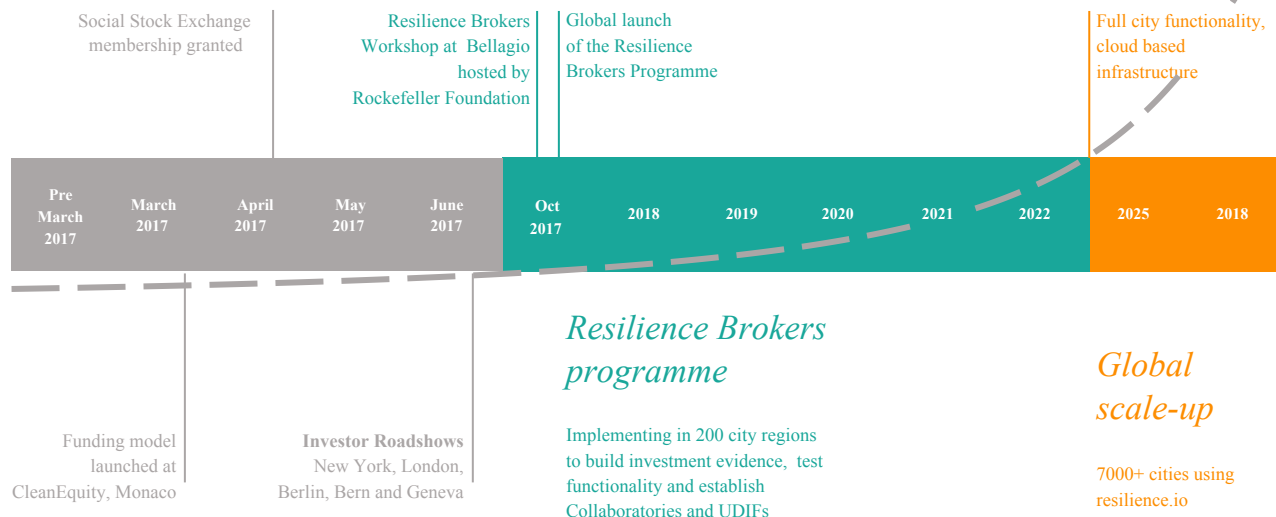 Social Stock Exchange
membership granted
Resilience Brokers
Workshop at Bellagio
hosted by
Rockefeller Foundation
Global launch
of the Resilience
Brokers Programme
Full city functionality,
cloud based
infrastructure
Pre
March
2017
March
2017
April
2017
May
2017
June
2017
Oct
2017
2018
2019
2020
2021
2022
2025
2018
Funding model
launched at
CleanEquity, Monaco
Investor Roadshows
New York, London,
Berlin, Bern and Geneva
Resilience Brokers
programme
Implementing in 200 city regions
to build investment evidence, test
functionality and establish
Collaboratories and UDIFs
Global
scale-up
7000+ cities using
resilience.io